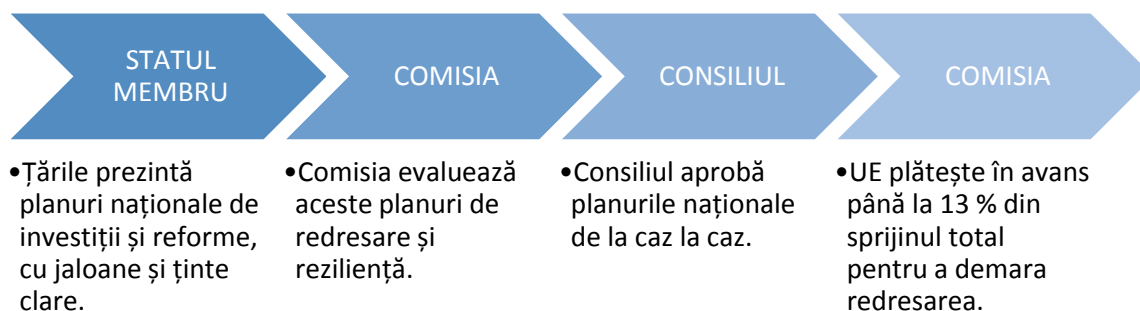 STATUL
MEMBRU
COMISIA
CONSILIUL
COMISIA
•Țările prezintă
planuri naționale de
investiții și reforme,
cu jaloane și ținte
clare.
•Comisia evaluează
aceste planuri de
redresare și
reziliență.
•Consiliul aprobă
planurile naționale
de la caz la caz.
•UE plătește în avans
până la 13 % din
sprijinul total
pentru a demara
redresarea.